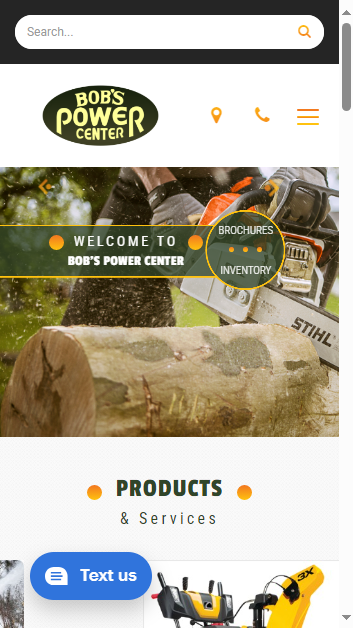 Search...
BOB'S
POWER
CENTER
WELCOME TO
BOB'S POWER CENTER
BROCHURES
INVENTORY
STIHL
PRODUCTS
& Services
Text us
3X